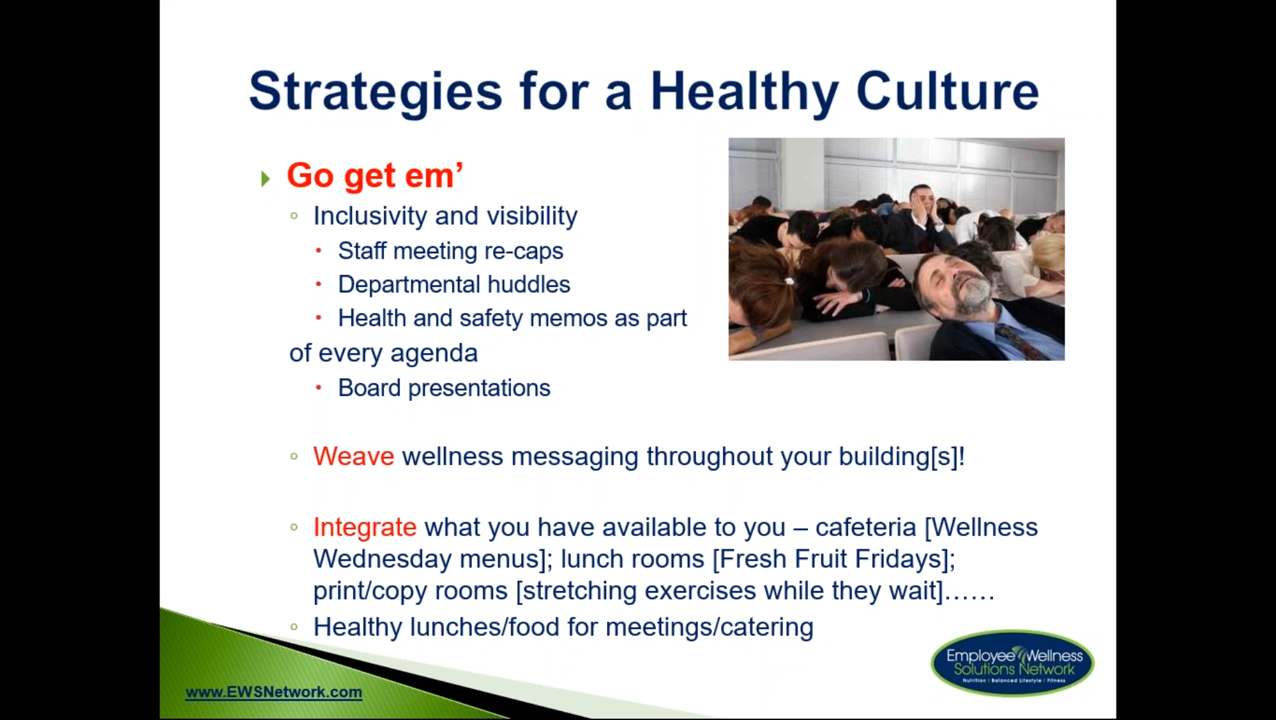 Strategies for a Healthy Culture
Go get em’
Inclusivity and visibility
Staff meeting re-caps
Departmental huddles
Health and safety memos as part
of every agenda
Board presentations
Weave wellness messaging throughout your building[s]!
Integrate what you have available to you – cafeteria [Wellness
Wednesday menus]; lunch rooms [Fresh Fruit Fridays];
print/copy rooms [stretching exercises while they wait]……
Healthy lunches/food for meetings/catering
Employee Wellness
Solutions Network
Nutrition | Balanced Lifestyle | Fitness
www.EWSNetwork.com